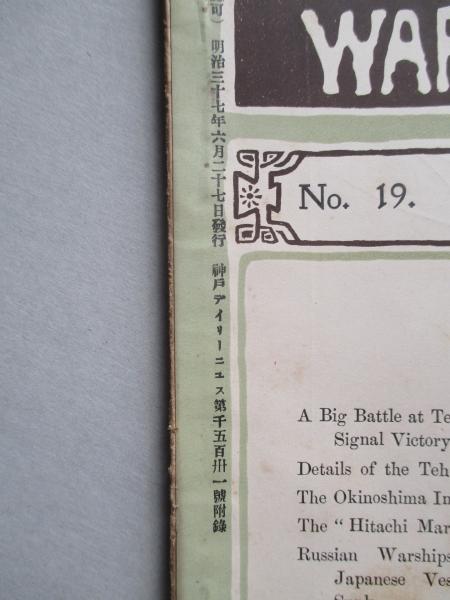 可）明治三十七年六月二十七日發行 神戸デイリーニユス第千五百卅一號附錄
WAR
No. 19.
A Big Battle at Te
Signal Victory
Details of the Teh
The Okinoshima In
The “ Hitachi Mar
Russian Warships
Japanese Ves